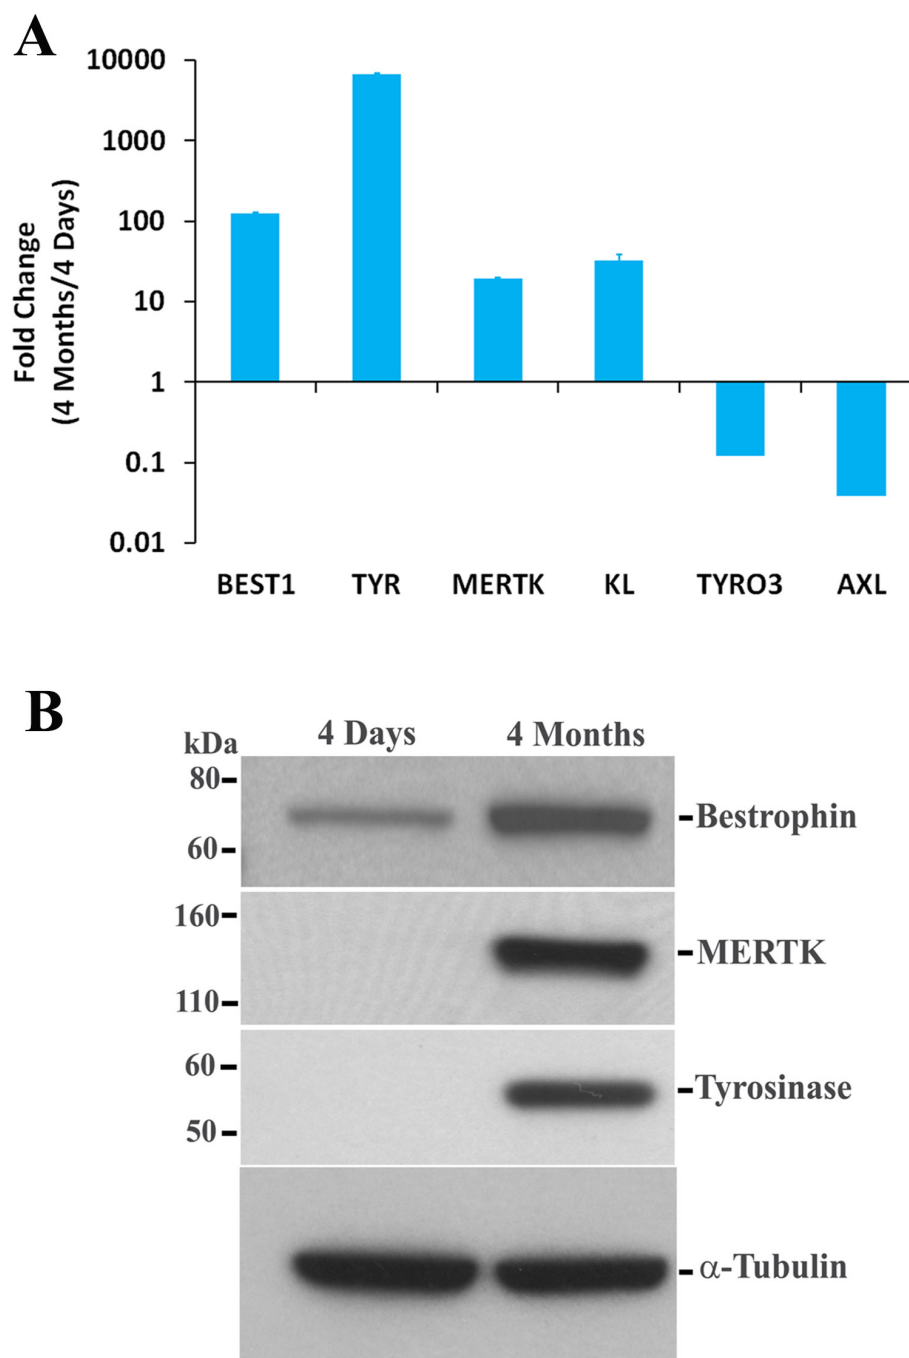 A
10000
1000
100
10
1
0.1
0.01
Fold Change
(4 Months/4 Days)
BEST1 TYR MERTK KL TYRO3 AXL
B
kDa 4 Days 4 Months
80
60
Bestrophin
160
110
MERTK
60
50
Tyrosinase
α-Tubulin